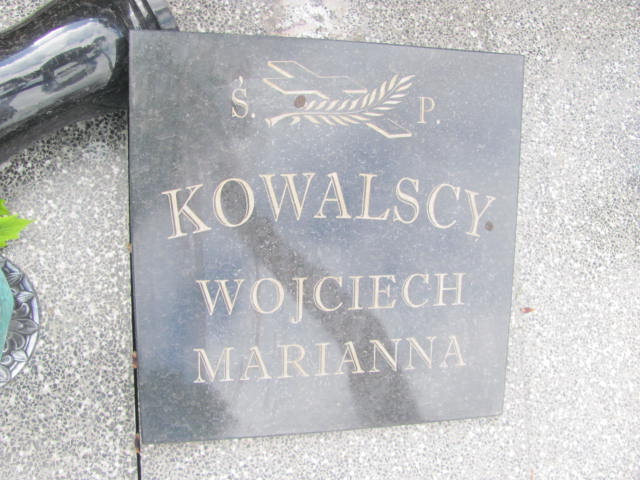 Ś. P.
KOWALSCY
WOJCIECH
MARIANNA